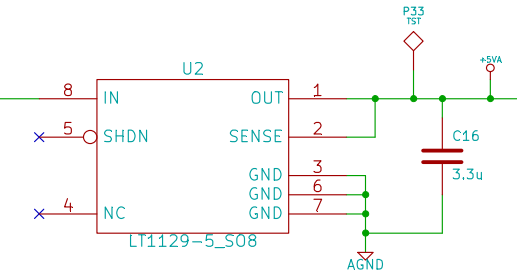 P33
TST
+5VA
U2
8 IN OUT 1
5 SHDN SENSE 2
C16
3.3u
GND 3
GND 6
4 NC GND 7
LT1129-5_SO8
AGND